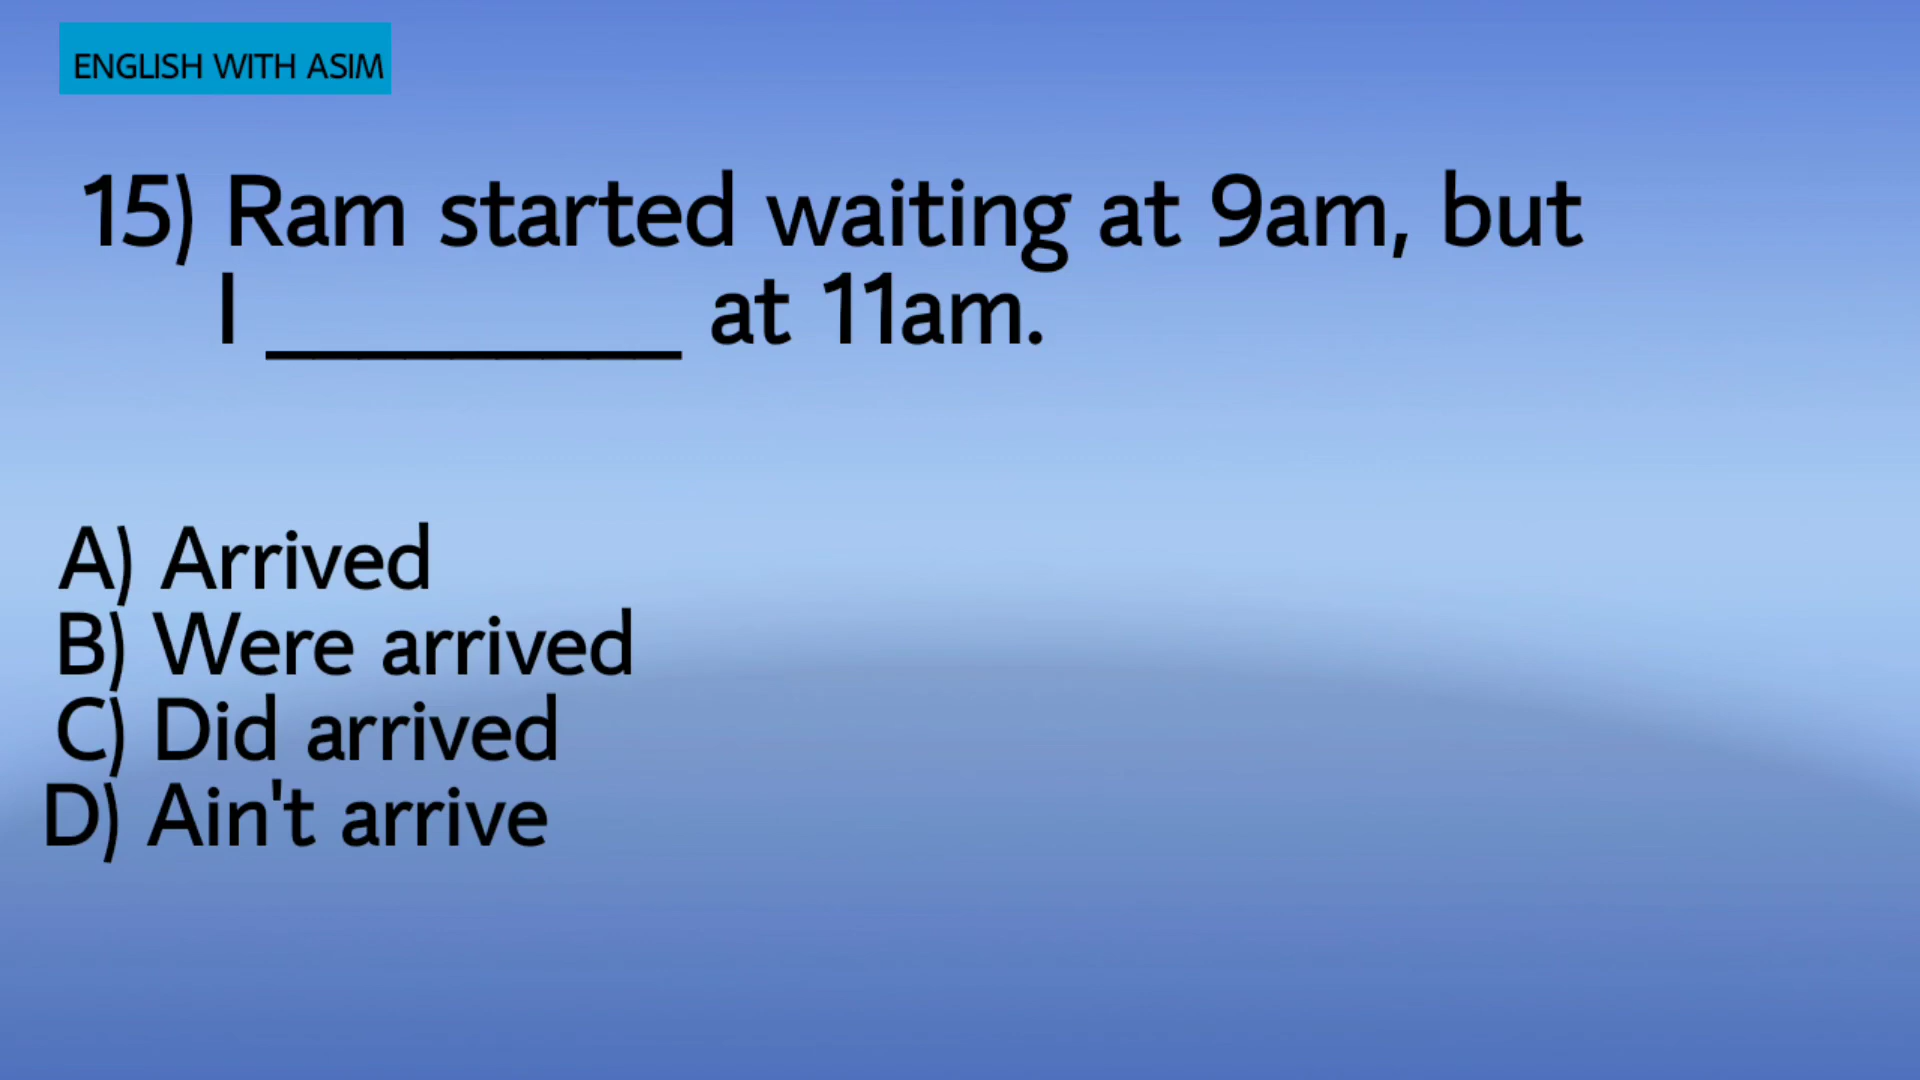 ENGLISH WITH ASIM
15) Ram started waiting at 9am, but
I _________ at 11am.
A) Arrived
B) Were arrived
C) Did arrived
D) Ain't arrive